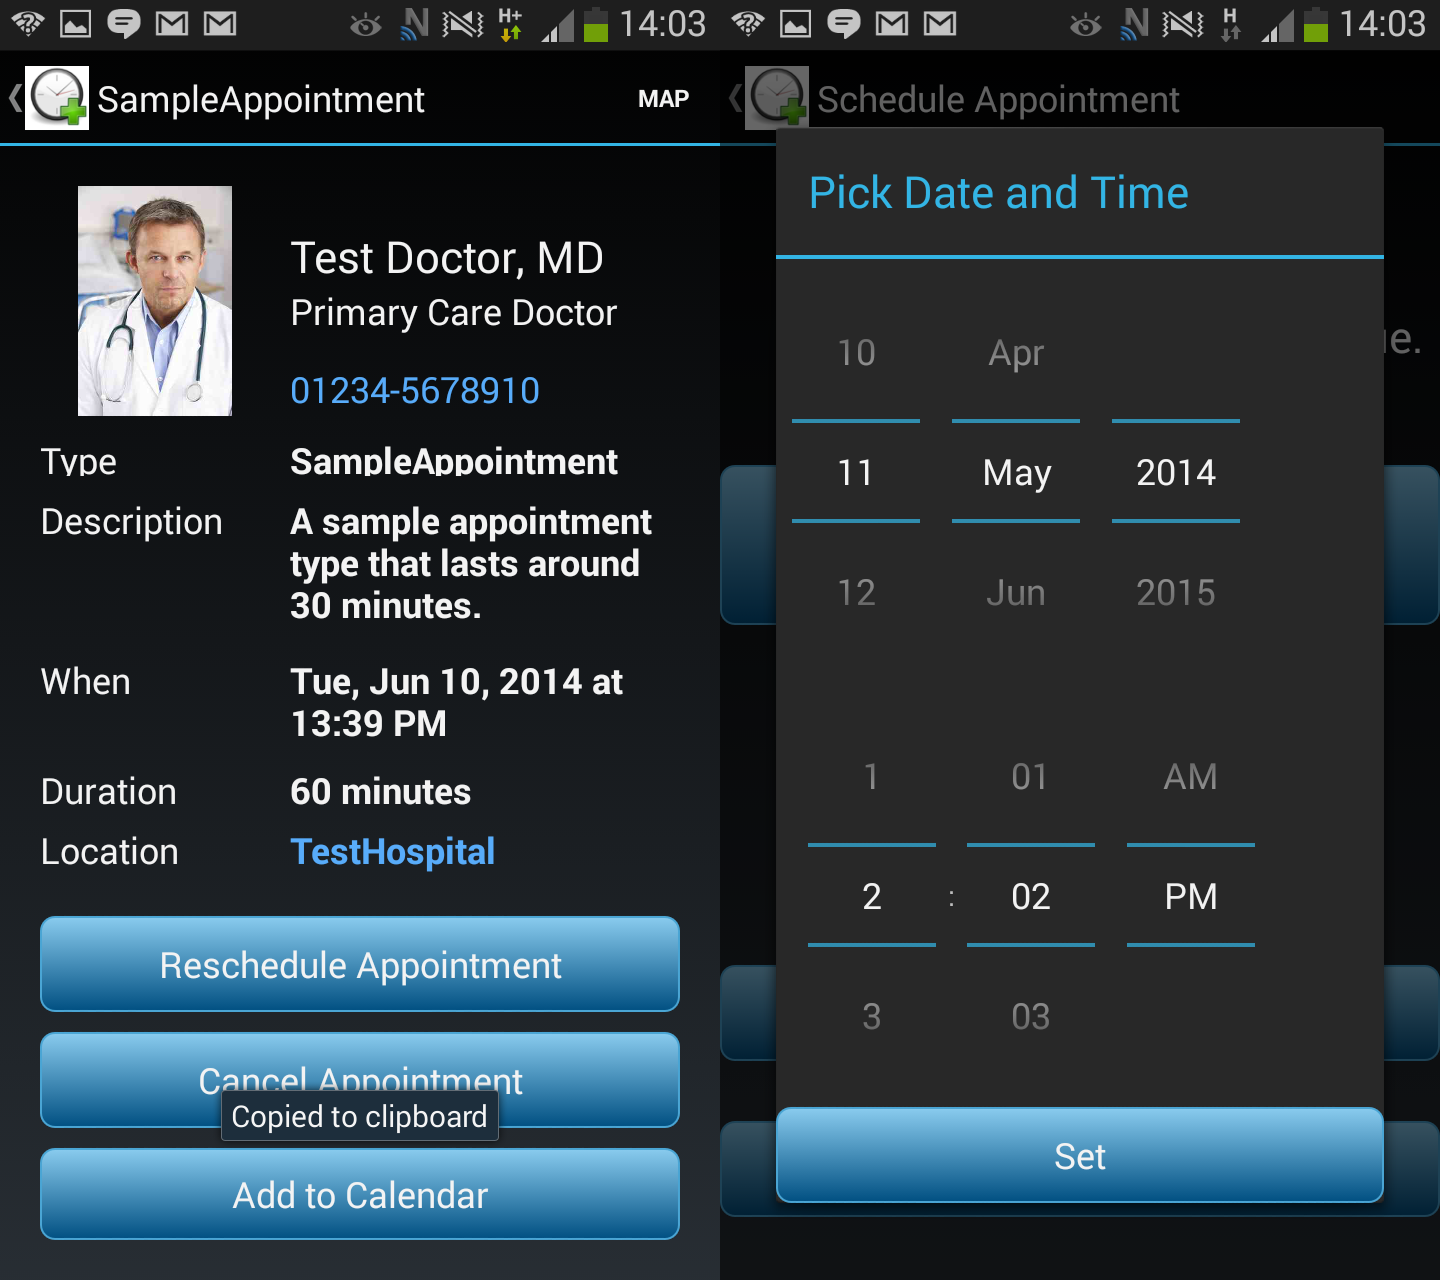 14:03
SampleAppointment
MAP
Test Doctor, MD
Primary Care Doctor
01234-5678910
Type
SampleAppointment
Description
A sample appointment
type that lasts around
30 minutes.
When
Tue, Jun 10, 2014 at
13:39 PM
Duration
60 minutes
Location
TestHospital
Reschedule Appointment
Cancel Appointment
Copied to clipboard
Add to Calendar
H+
N
H
N
14:03
Schedule Appointment
Pick Date and Time
ue.
10 Apr
11 May 2014
12 Jun 2015
1 01 AM
2 : 02 PM
3 03
Set